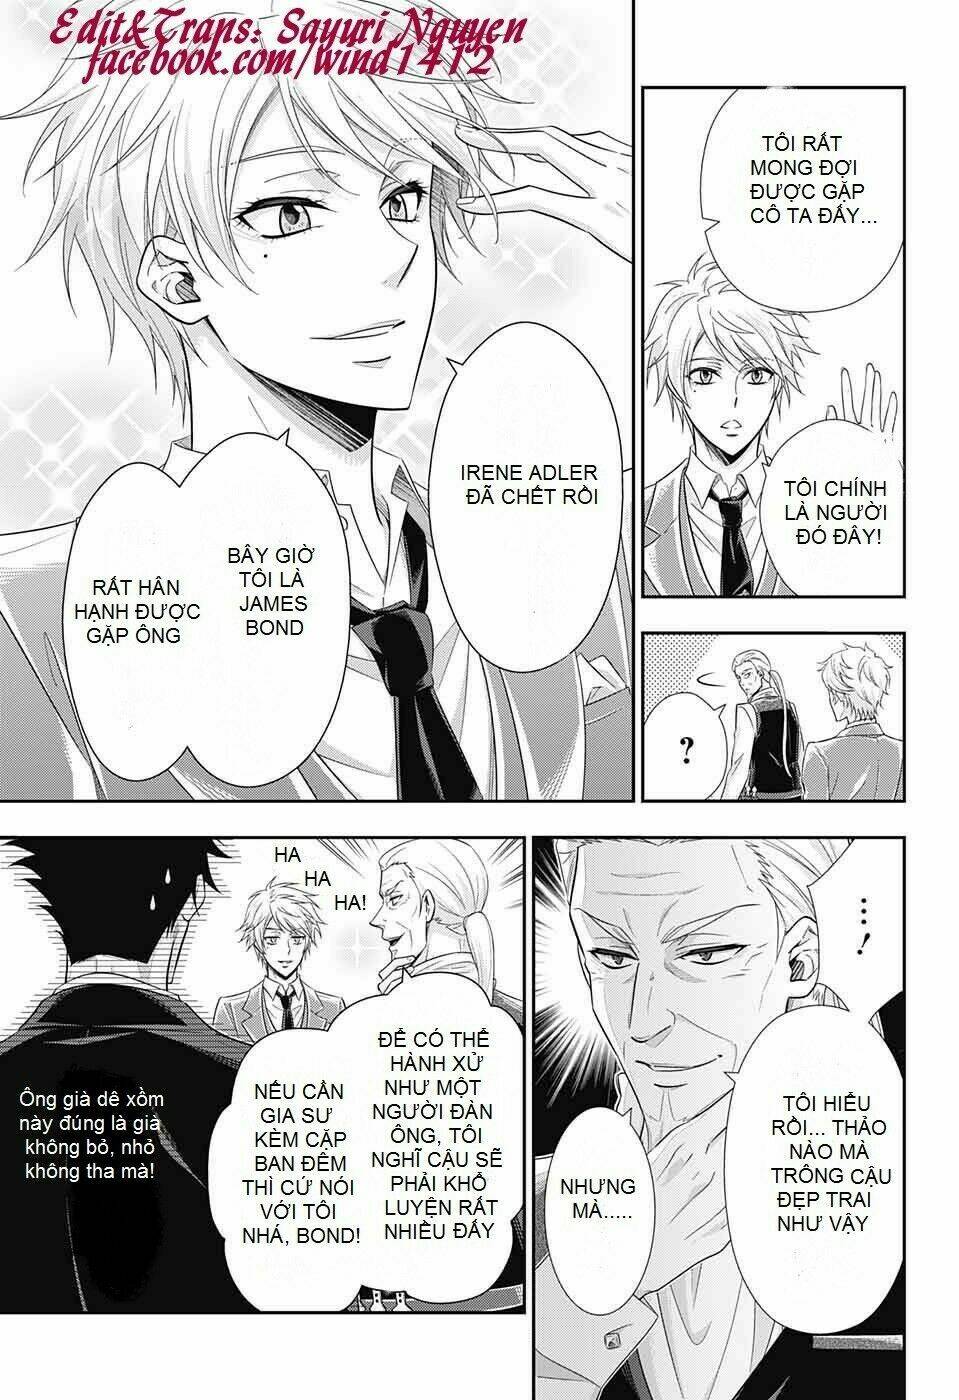 Edit&Trans: Sayuri Nguyen
facebook.com/wind1412
TÔI RẤT
MONG ĐỢI
ĐƯỢC GẶP
CÔ TA ĐẤY...
TÔI CHÍNH
LÀ NGƯỜI
ĐÓ ĐÂY!
IRENE ADLER
ĐÃ CHẾT RỒI
BÂY GIỜ
TÔI LÀ
JAMES
BOND
RẤT HÂN
HẠNH ĐƯỢC
GẶP ÔNG
?
...!
TÔI HIỂU
RỒI... THẢO
NÀO MÀ
TRÔNG CẬU
ĐẸP TRAI
NHƯ VẬY
NHƯNG
MÀ.....
HA
HA
HA!
ĐỂ CÓ THỂ
HÀNH XỬ
NHƯ MỘT
NGƯỜI ĐÀN
ÔNG, TÔI
NGHĨ CẬU SẼ
PHẢI KHỔ
LUYỆN RẤT
NHIỀU ĐẤY
NẾU CẦN
GIA SƯ
KÈM CẶP
BAN ĐÊM
THÌ CỨ NÓI
VỚI TÔI
NHÁ, BOND!
Ông già dê xồm
này đúng là già
không bỏ, nhỏ
không tha mà!